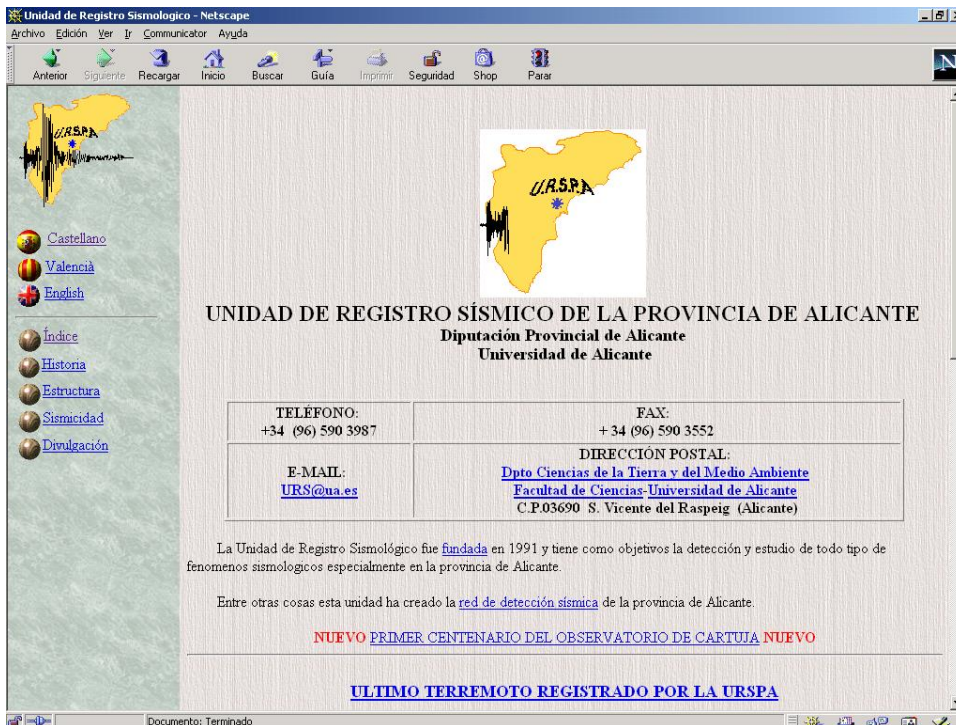 Unidad de Registro Sismologico - Netscape
Archivo Edición Ver Ir Communicator Ayuda
Anterior Siguiente Recargar Inicio Buscar Guía Imprimir Seguridad Shop Parar
N
U.R.S.P.A
Castellano
Valencià
English
Índice
Historia
Estructura
Sismicidad
Divulgación
U.R.S.P.A
UNIDAD DE REGISTRO SÍSMICO DE LA PROVINCIA DE ALICANTE
Diputación Provincial de Alicante
Universidad de Alicante
TELÉFONO:
+34 (96) 590 3987
FAX:
+ 34 (96) 590 3552
E-MAIL:
URS@ua.es
DIRECCIÓN POSTAL:
Dpto Ciencias de la Tierra y del Medio Ambiente
Facultad de Ciencias-Universidad de Alicante
C.P.03690 S. Vicente del Raspeig (Alicante)
La Unidad de Registro Sismológico fue fundada en 1991 y tiene como objetivos la detección y estudio de todo tipo de
fenomenos sismologicos especialmente en la provincia de Alicante.
Entre otras cosas esta unidad ha creado la red de detección sísmica de la provincia de Alicante.
NUEVO PRIMER CENTENARIO DEL OBSERVATORIO DE CARTUJA NUEVO
ULTIMO TERREMOTO REGISTRADO POR LA URSPA
Documento: Terminado